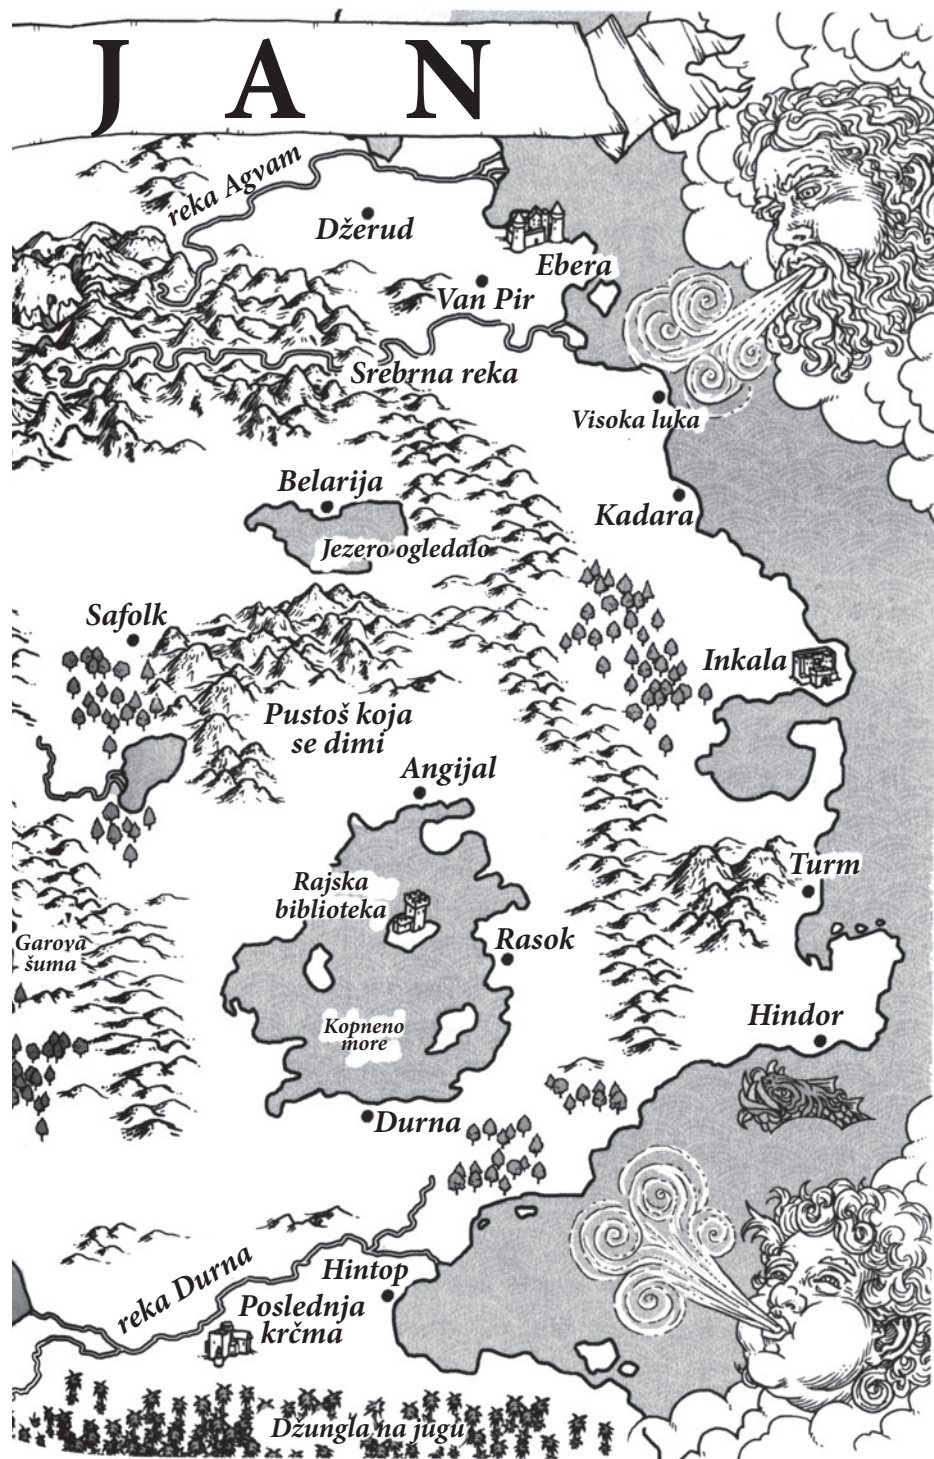 J A N
reka Agvam
Džerud
Ebera
Van Pir
Srebrna reka
Visoka luka
Belarija
Kadara
Jezero ogledalo
Safolk
Inkala
Pustoš koja
se dimi
Angijal
Turm
Rajska
biblioteka
Rasok
Garova
šuma
Kopneno
more
Hindor
Durna
reka Durna
Hintop
Poslednja
krčma
Džungla na jugu